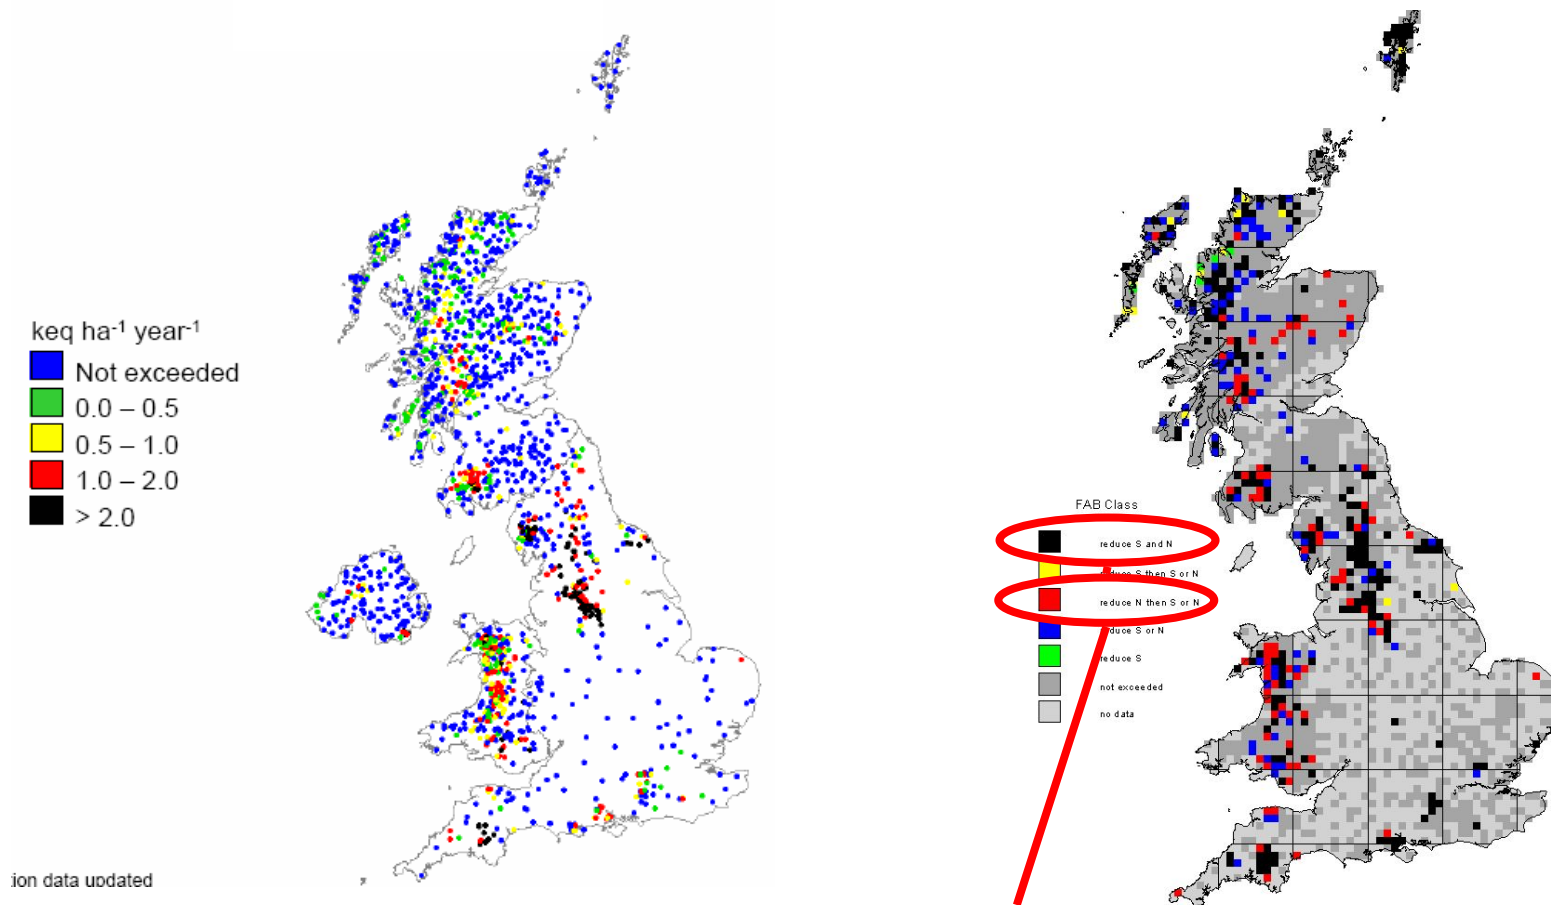 keq ha-1 year-1
Not exceeded
0.0 – 0.5
0.5 – 1.0
1.0 – 2.0
> 2.0
tion data updated
FAB Class
reduce S and N
reduce S then S or N
reduce N then S or N
reduce S or N
reduce S
not exceeded
no data